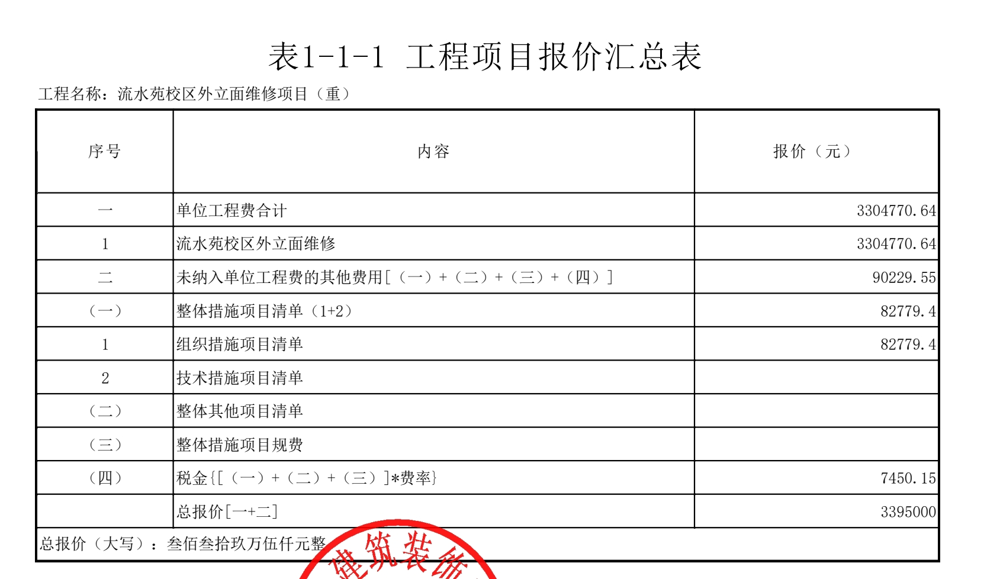 表1-1-1 工程项目报价汇总表
工程名称：流水苑校区外立面维修项目（重）
序号 内容 报价（元）
一 单位工程费合计 3304770.64
1 流水苑校区外立面维修 3304770.64
二 未纳入单位工程费的其他费用[（一）+（二）+（三）+（四）] 90229.55
（一） 整体措施项目清单（1+2） 82779.4
1 组织措施项目清单 82779.4
2 技术措施项目清单
（二） 整体其他项目清单
（三） 整体措施项目规费
（四） 税金{[（一）+（二）+（三）]*费率} 7450.15
总报价[一+二] 3395000
总报价（大写）：叁佰叁拾玖万伍仟元整
建筑装饰